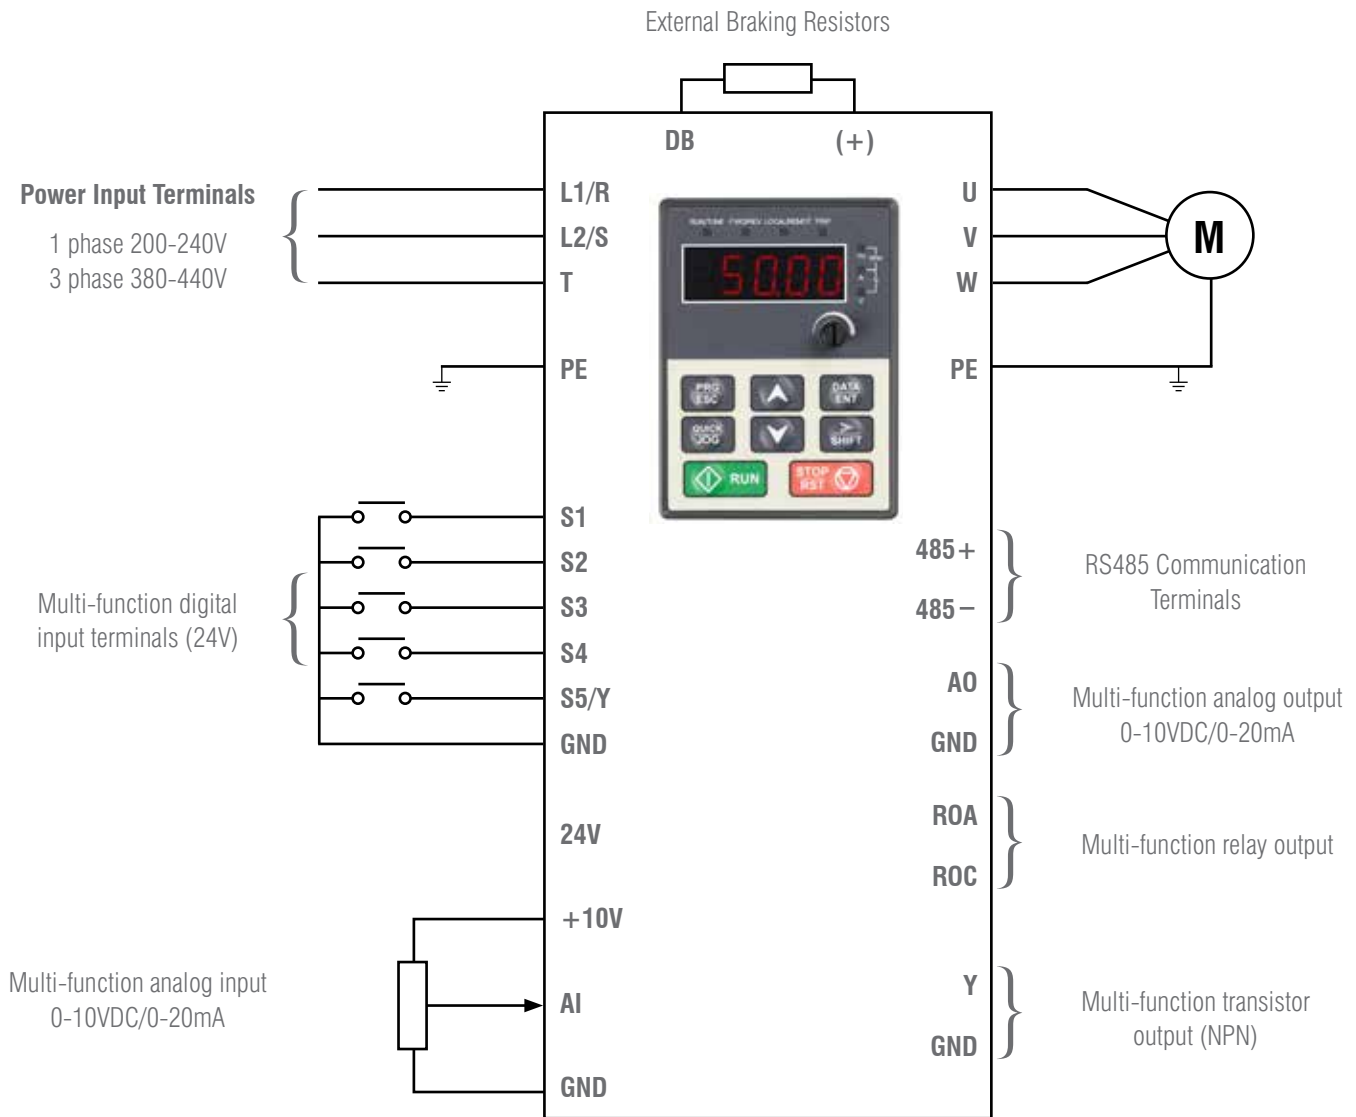 External Braking Resistors
DB
(+)
Power Input Terminals
1 phase 200-240V
3 phase 380-440V
L1/R
L2/S
T
PE
U
V
W
PE
M
50.00
PRG
ESC
DATA
ENT
QUICK
JOG
>
SHIFT
RUN
STOP
RST
Multi-function digital
input terminals (24V)
S1
S2
S3
S4
S5/Y
GND
24V
Multi-function analog input
0-10VDC/0-20mA
+10V
AI
GND
485+
485-
RS485 Communication
Terminals
AO
GND
Multi-function analog output
0-10VDC/0-20mA
ROA
ROC
Multi-function relay output
Y
GND
Multi-function transistor
output (NPN)